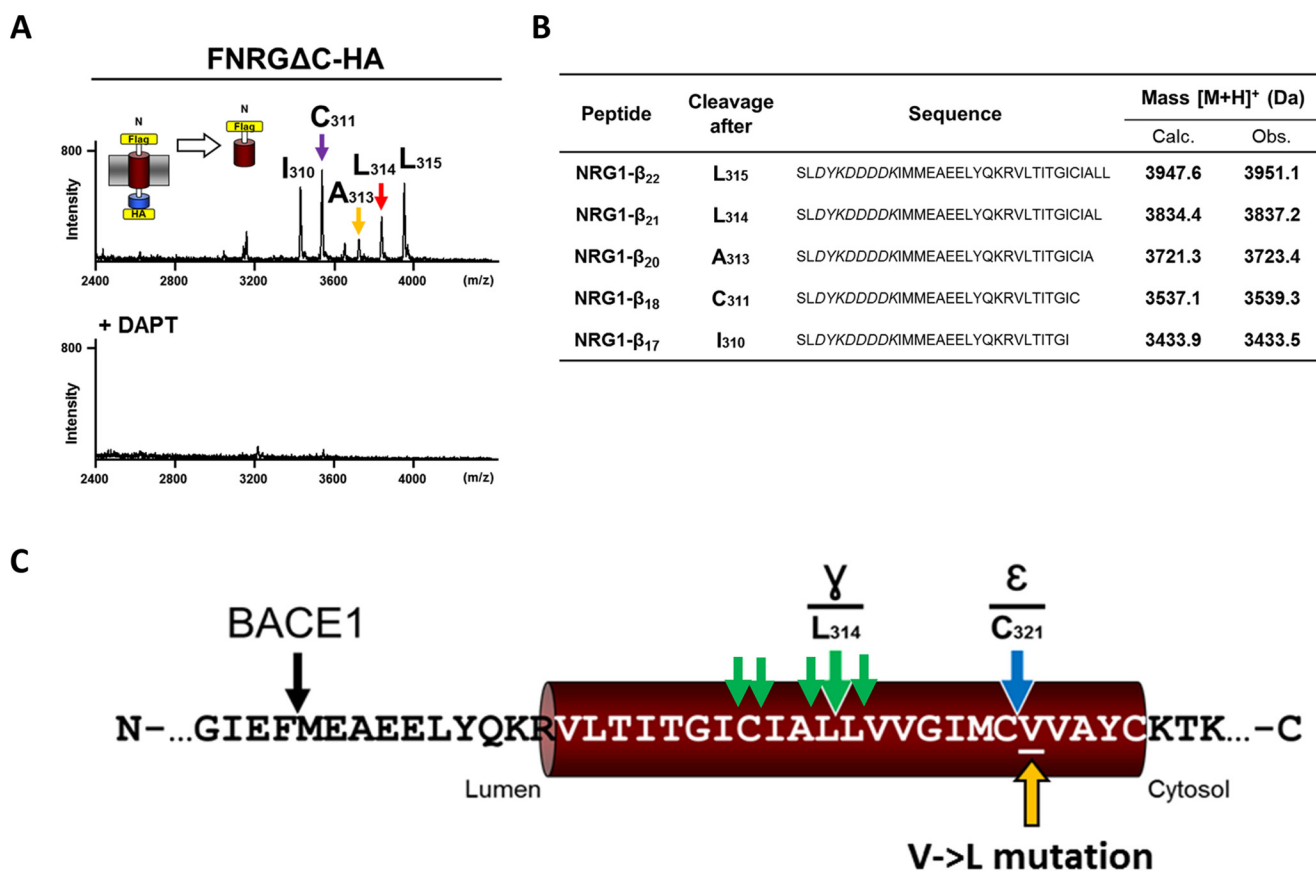 A
FNRGΔC-HA
N
Flag
N
Flag
HA
800
Intensity
I310
C311
A313
L314
L315
2400 2800 3200 3600 4000 (m/z)
+ DAPT
800
Intensity
2400 2800 3200 3600 4000 (m/z)
B
Peptide Cleavage after Sequence Mass [M+H]+ (Da)
Calc. Obs.
NRG1-β22 L315 SLDYKDDDDKIMMEAEELYQKRVLTITGICIALL 3947.6 3951.1
NRG1-β21 L314 SLDYKDDDDKIMMEAEELYQKRVLTITGICIAL 3834.4 3837.2
NRG1-β20 A313 SLDYKDDDDKIMMEAEELYQKRVLTITGICIA 3721.3 3723.4
NRG1-β18 C311 SLDYKDDDDKIMMEAEELYQKRVLTITGIC 3537.1 3539.3
NRG1-β17 I310 SLDYKDDDDKIMMEAEELYQKRVLTITGI 3433.9 3433.5
C
BACE1
γ
L314
ε
C321
N-...GIEFMEAEELYQKRVLTITGICIALLVVGIMCVVAYCKTK...-C
Lumen
Cytosol
V->L mutation